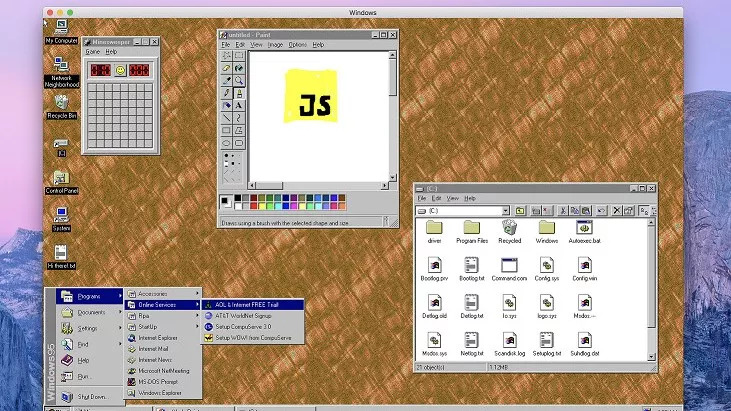 Windows
My Computer
Network
Neighborhood
Recycle Bin
Control Panel
System
Hi there!.txt
Minesweeper
Game Help
010 000
untitled - Paint
File Edit View Image Options Help
JS
Draws using a brush with the selected shape and size.
(C:)
File Edit View Help
(C:)
driver Program Files Recycled Windows Autoexec.bat
Bootlog.prv Bootlog.txt Command.com Config.sys Config.win
Detlog.old Detlog.txt Io.sys logo.sys Msdos.---
Msdos.sys Netlog.txt Scandisk.log Setuplog.txt Suhdlog.dat
21 object(s) 1.12MB
Windows95
Programs
Documents
Settings
Find
Help
Run...
Shut Down...
Accessories
Online Services
StartUp
Internet Explorer
Internet Mail
Internet News
Microsoft NetMeeting
MS-DOS Prompt
Windows Explorer
AOL & Internet FREE Trial!
AT&T WorldNet Signup
Setup CompuServe 3.0
Setup WOW! from CompuServe